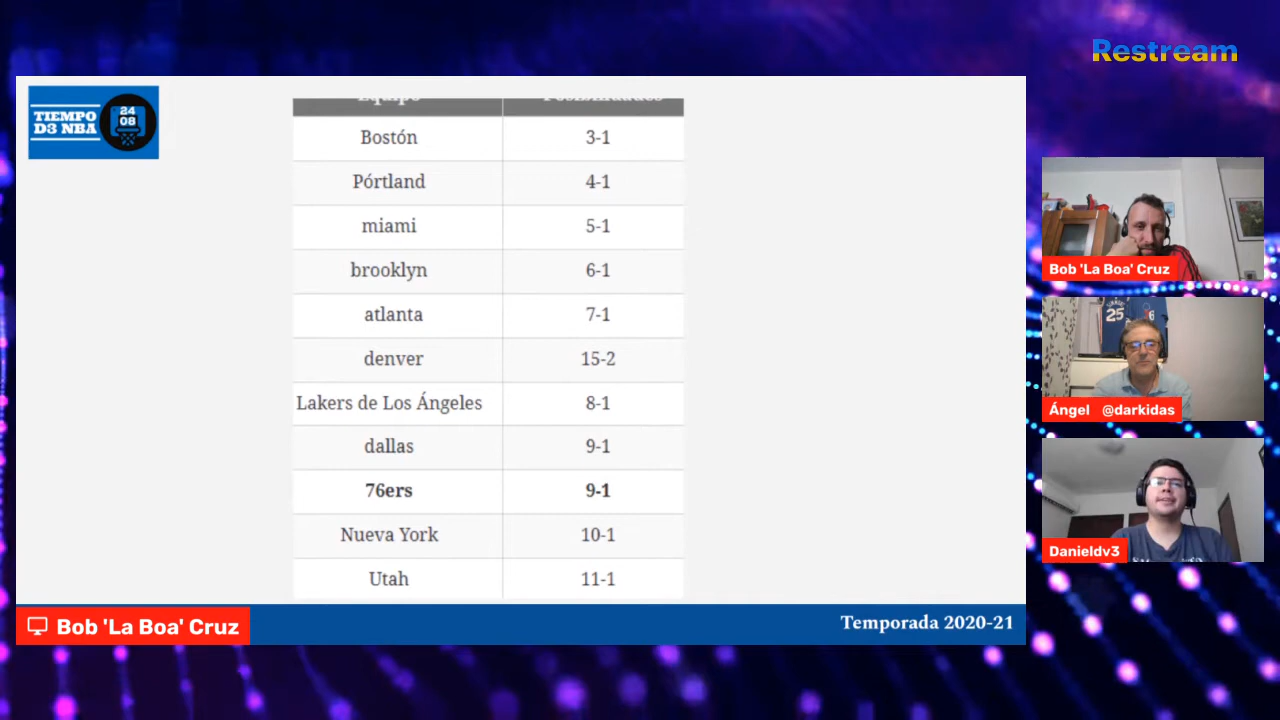 Restream
TIEMPO
D3 NBA
24
08
Equipo Posibilidades
Bostón 3-1
Pórtland 4-1
miami 5-1
brooklyn 6-1
atlanta 7-1
denver 15-2
Lakers de Los Ángeles 8-1
dallas 9-1
76ers 9-1
Nueva York 10-1
Utah 11-1
Bob 'La Boa' Cruz
Temporada 2020-21
Bob 'La Boa' Cruz
25
Ángel @darkidas
Danieldv3